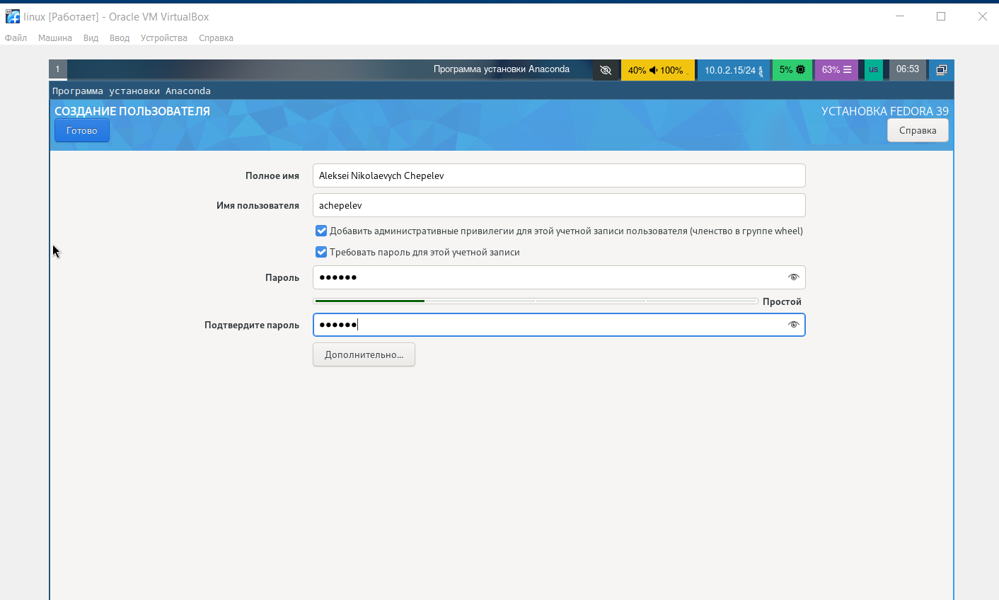 linux [Работает] - Oracle VM VirtualBox
Файл Машина Вид Ввод Устройства Справка
1 Программа установки Anaconda 40% 100% 10.0.2.15/24 5% 63% us 06:53
Программа установки Anaconda
СОЗДАНИЕ ПОЛЬЗОВАТЕЛЯ УСТАНОВКА FEDORA 39
Готово Справка
Полное имя Aleksei Nikolaevych Chepelev
Имя пользователя achepelev
Добавить административные привилегии для этой учетной записи пользователя (членство в группе wheel)
Требовать пароль для этой учетной записи
Пароль ●●●●●●
Простой
Подтвердите пароль ●●●●●●
Дополнительно...